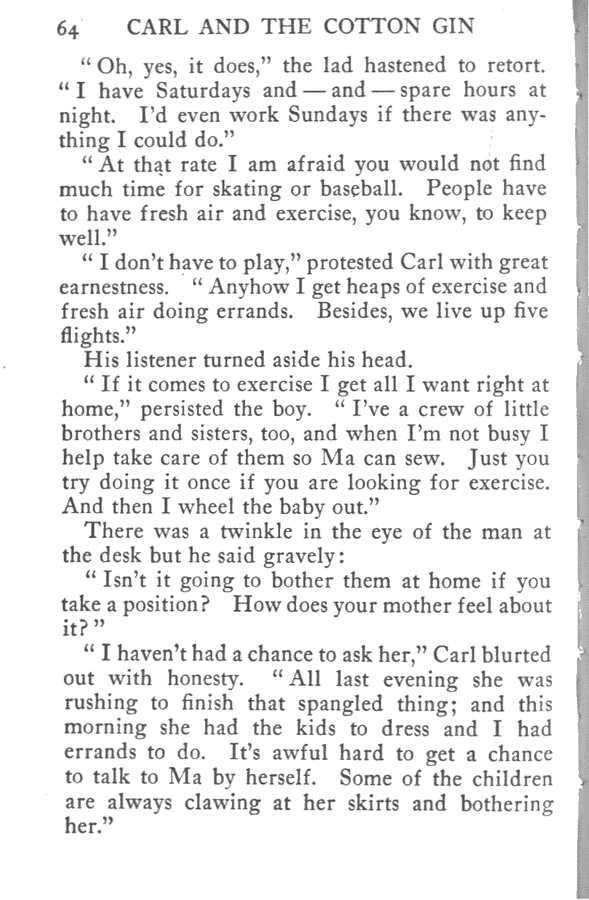 64 CARL AND THE COTTON GIN
“ Oh, yes, it does,” the lad hastened to retort.
“ I have Saturdays and — and — spare hours at
night. I’d even work Sundays if there was any-
thing I could do.”
“ At that rate I am afraid you would not find
much time for skating or baseball. People have
to have fresh air and exercise, you know, to keep
well.”
“ I don’t have to play,” protested Carl with great
earnestness. “ Anyhow I get heaps of exercise and
fresh air doing errands. Besides, we live up five
flights.”
His listener turned aside his head.
“ If it comes to exercise I get all I want right at
home,” persisted the boy. “ I’ve a crew of little
brothers and sisters, too, and when I’m not busy I
help take care of them so Ma can sew. Just you
try doing it once if you are looking for exercise.
And then I wheel the baby out.”
There was a twinkle in the eye of the man at
the desk but he said gravely:
“ Isn’t it going to bother them at home if you
take a position? How does your mother feel about
it? ”
“ I haven’t had a chance to ask her,” Carl blurted
out with honesty. “ All last evening she was
rushing to finish that spangled thing; and this
morning she had the kids to dress and I had
errands to do. It’s awful hard to get a chance
to talk to Ma by herself. Some of the children
are always clawing at her skirts and bothering
her.”